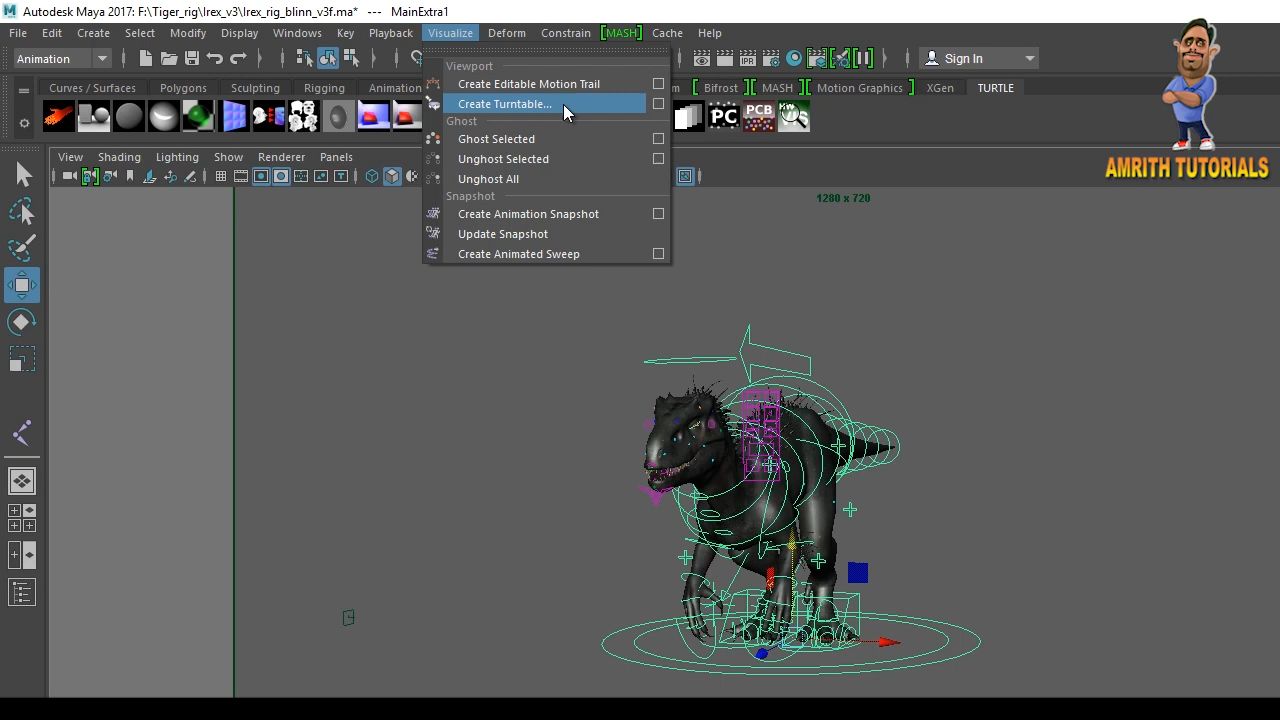 Autodesk Maya 2017: F:\Tiger_rig\Irex_v3\Irex_rig_blinn_v3f.ma*   ---   MainExtra1
File Edit Create Select Modify Display Windows Key Playback Visualize Deform Constrain [MASH] Cache Help
Animation
IPR
Sign In
Curves / Surfaces Polygons Sculpting Rigging Animation
Bifrost MASH Motion Graphics XGen TURTLE
PC PCB
View Shading Lighting Show Renderer Panels
Viewport
Create Editable Motion Trail
Create Turntable...
Ghost
Ghost Selected
Unghost Selected
Unghost All
Snapshot
Create Animation Snapshot
Update Snapshot
Create Animated Sweep
AMRITH TUTORIALS
1280 x 720